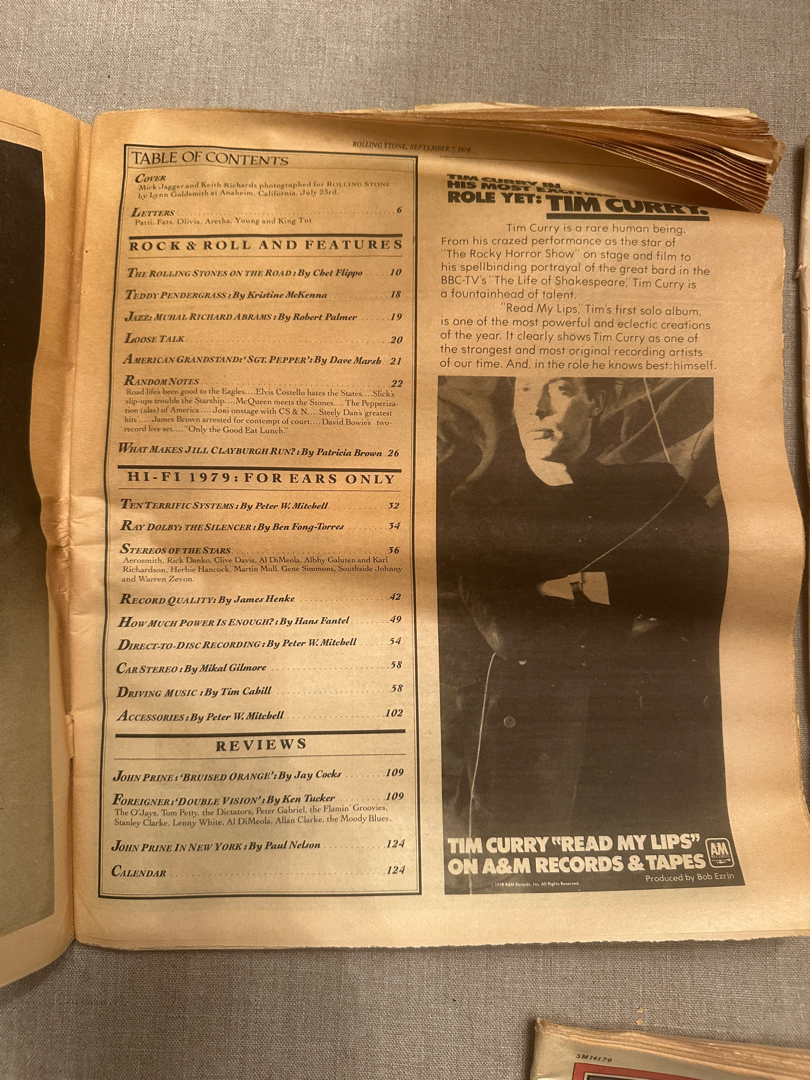 ROLLING STONE, SEPTEMBER 7, 1978
TABLE OF CONTENTS
COVER
Mick Jagger and Keith Richards photographed for ROLLING STONE
by Lynn Goldsmith at Anaheim, California, July 23rd.
LETTERS 6
Patti, Fats, Olivia, Aretha, Young and King Tut
ROCK & ROLL AND FEATURES
THE ROLLING STONES ON THE ROAD: By Chet Flippo 10
TEDDY PENDERGRASS: By Kristine McKenna 18
JAZZ: MUHAL RICHARD ABRAMS: By Robert Palmer 19
LOOSE TALK 20
AMERICAN GRANDSTAND: 'SGT. PEPPER': By Dave Marsh 21
RANDOM NOTES 22
Road life's been good to the Eagles....Elvis Costello hates the States....Slick's
slip-ups trouble the Starship....McQueen meets the Stones....The Pepperiza-
tion (alas) of America....Joni onstage with CS & N....Steely Dan's greatest
hits....James Brown arrested for contempt of court....David Bowie's two-
record live set...."Only the Good Eat Lunch."
WHAT MAKES JILL CLAYBURGH RUN?: By Patricia Brown 26
HI-FI 1979: FOR EARS ONLY
TEN TERRIFIC SYSTEMS: By Peter W. Mitchell 32
RAY DOLBY: THE SILENCER: By Ben Fong-Torres 34
STEREOS OF THE STARS 36
Aerosmith, Rick Danko, Clive Davis, Al DiMeola, Albhy Galuten and Karl
Richardson, Herbie Hancock, Martin Mull, Gene Simmons, Southside Johnny
and Warren Zevon.
RECORD QUALITY: By James Henke 42
HOW MUCH POWER IS ENOUGH?: By Hans Fantel 49
DIRECT-TO-DISC RECORDING: By Peter W. Mitchell 54
CAR STEREO: By Mikal Gilmore 58
DRIVING MUSIC: By Tim Cahill 58
ACCESSORIES: By Peter W. Mitchell 102
REVIEWS
JOHN PRINE: 'BRUISED ORANGE': By Jay Cocks 109
FOREIGNER: 'DOUBLE VISION': By Ken Tucker 109
The O'Jays, Tom Petty, the Dictators, Peter Gabriel, the Flamin' Groovies,
Stanley Clarke, Lenny White, Al DiMeola, Allan Clarke, the Moody Blues.
JOHN PRINE IN NEW YORK: By Paul Nelson 124
CALENDAR 124
TIM CURRY IN
HIS MOST
ROLE YET: TIM CURRY.
Tim Curry is a rare human being.
From his crazed performance as the star of
"The Rocky Horror Show" on stage and film to
his spellbinding portrayal of the great bard in the
BBC-TV's "The Life of Shakespeare," Tim Curry is
a fountainhead of talent.
"Read My Lips," Tim's first solo album,
is one of the most powerful and eclectic creations
of the year. It clearly shows Tim Curry as one of
the strongest and most original recording artists
of our time. And, in the role he knows best: himself.
TIM CURRY "READ MY LIPS"
ON A&M RECORDS & TAPES
AM
Produced by Bob Ezrin
1978 A&M Records, Inc. All Rights Reserved.
SM14170